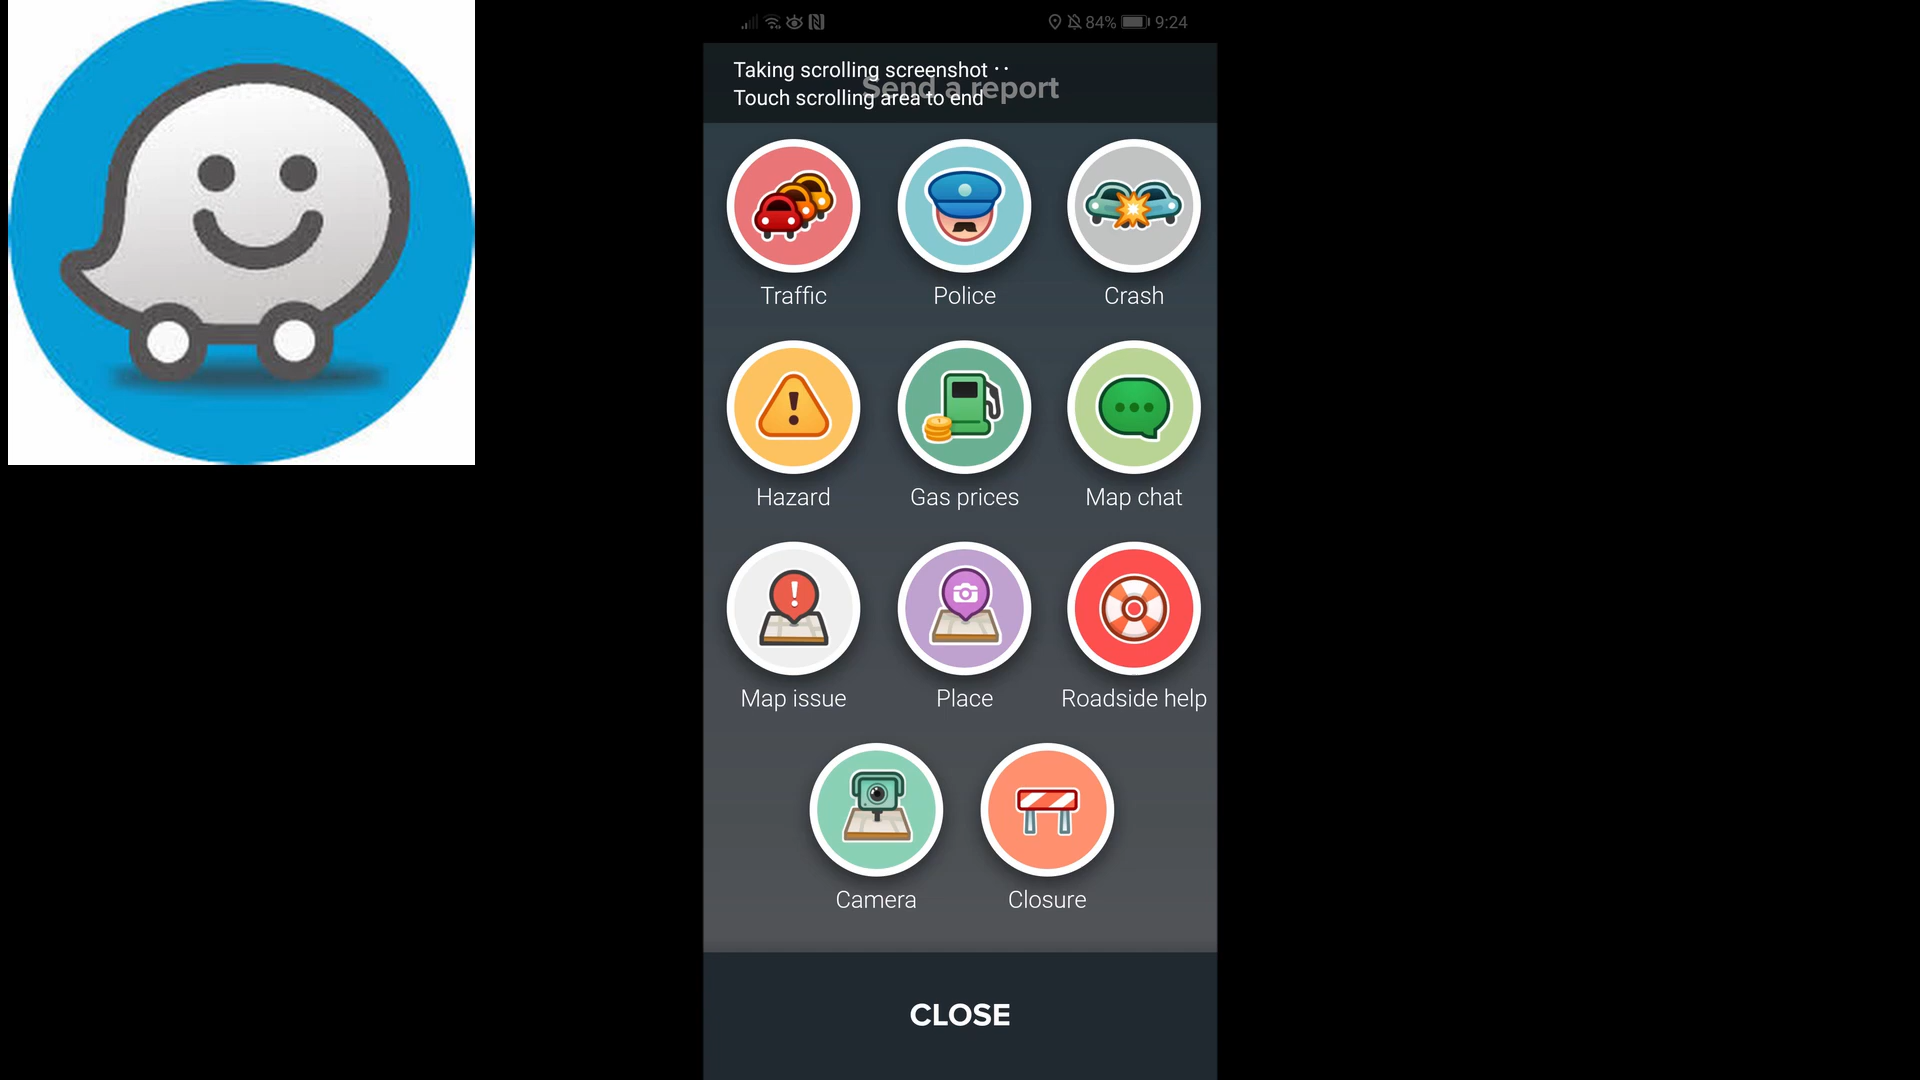 84% 9:24
Taking scrolling screenshot ··
Send a report
Touch scrolling area to end
Traffic Police Crash
Hazard Gas prices Map chat
Map issue Place Roadside help
Camera Closure
CLOSE